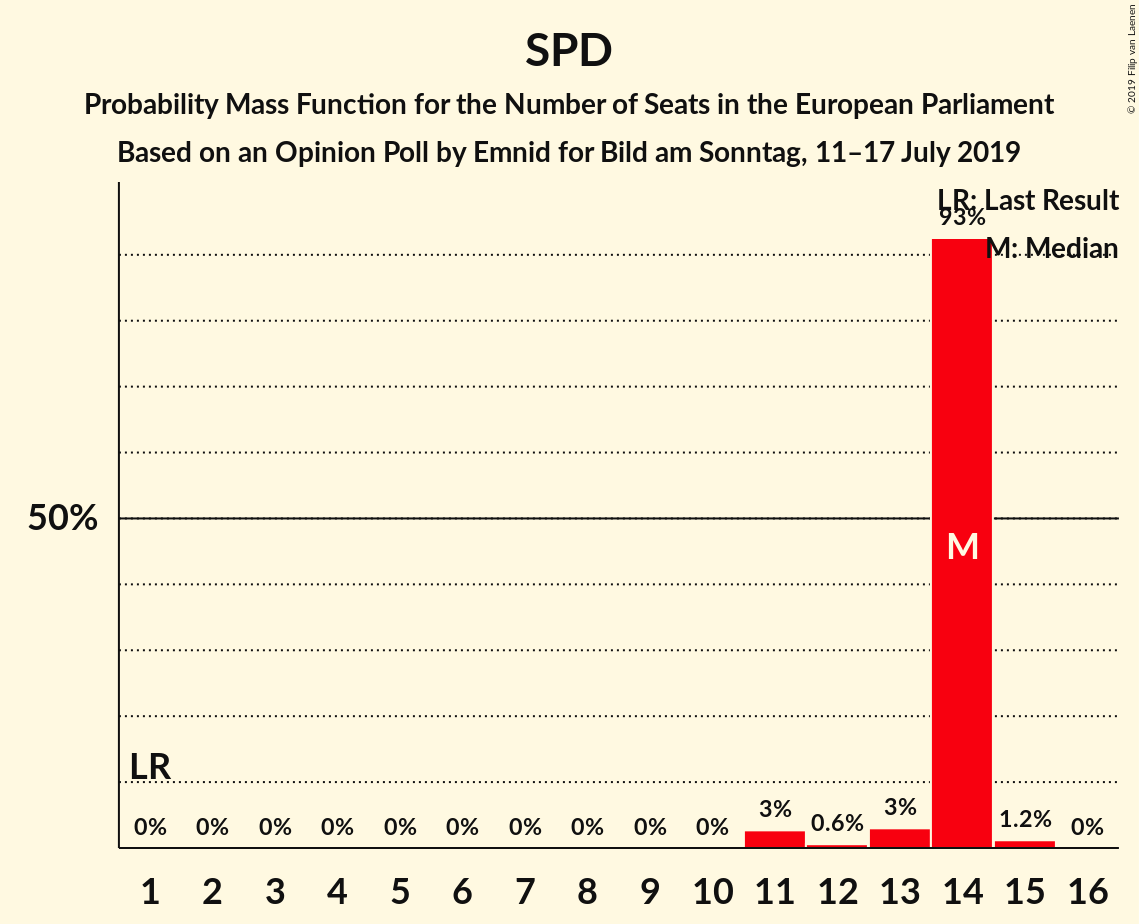 SPD
Probability Mass Function for the Number of Seats in the European Parliament
Based on an Opinion Poll by Emnid for Bild am Sonntag, 11–17 July 2019
© 2019 Filip van Laenen
LR: Last Result
M: Median
93%
50%
M
LR
0% 0% 0% 0% 0% 0% 0% 0% 0% 0% 3% 0.6% 3% 1.2% 0%
1 2 3 4 5 6 7 8 9 10 11 12 13 14 15 16